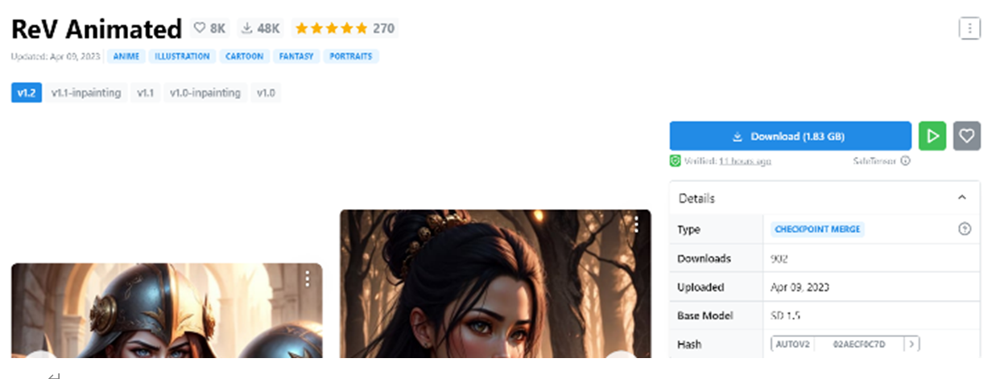 ReV Animated 8K 48K 270
Updated: Apr 09, 2023 ANIME ILLUSTRATION CARTOON FANTASY PORTRAITS
v1.2 v1.1-inpainting v1.1 v1.0-inpainting v1.0
Download (1.83 GB)
Verified: 11 hours ago SafeTensor
Details
Type CHECKPOINT MERGE
Downloads 902
Uploaded Apr 09, 2023
Base Model SD 1.5
Hash AUTOV2 02AECF0C7D